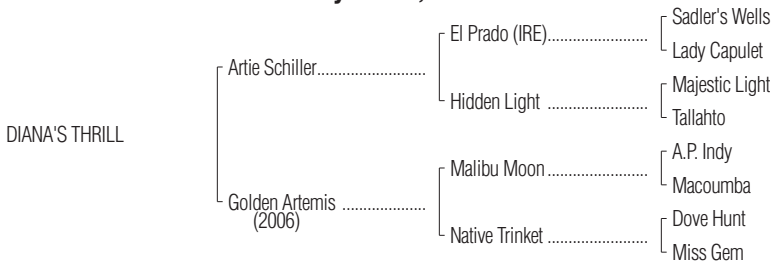 Sadler's Wells
El Prado (IRE)..........................
Lady Capulet
Artie Schiller...........................
Majestic Light
Hidden Light ..........................
Tallahto
DIANA'S THRILL
A.P. Indy
Malibu Moon..........................
Macoumba
Golden Artemis .....................
(2006)
Dove Hunt
Native Trinket ..........................
Miss Gem